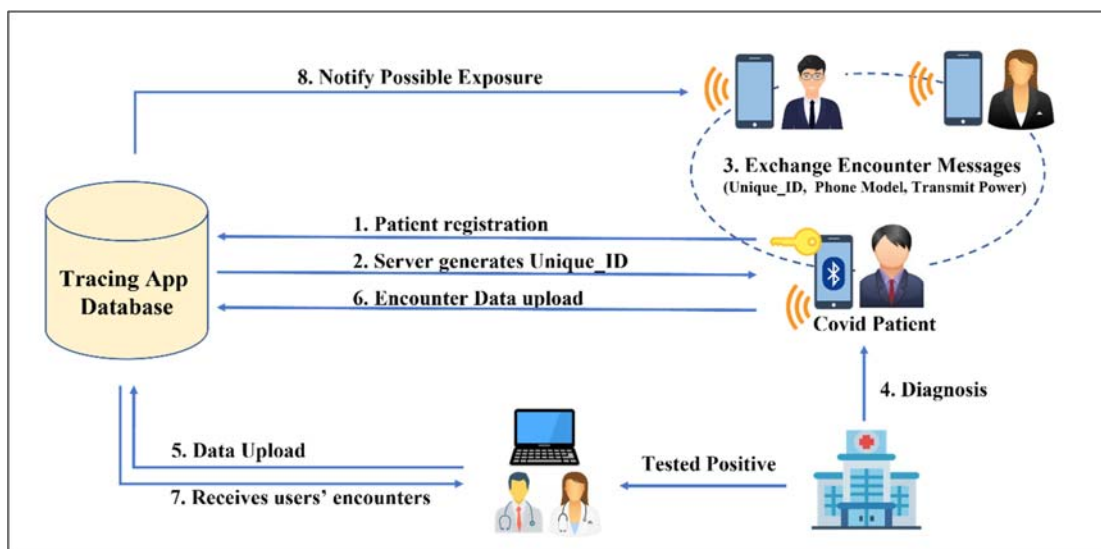 8. Notify Possible Exposure
3. Exchange Encounter Messages
(Unique_ID, Phone Model, Transmit Power)
1. Patient registration
2. Server generates Unique_ID
6. Encounter Data upload
Tracing App
Database
Covid Patient
4. Diagnosis
5. Data Upload
7. Receives users’ encounters
Tested Positive